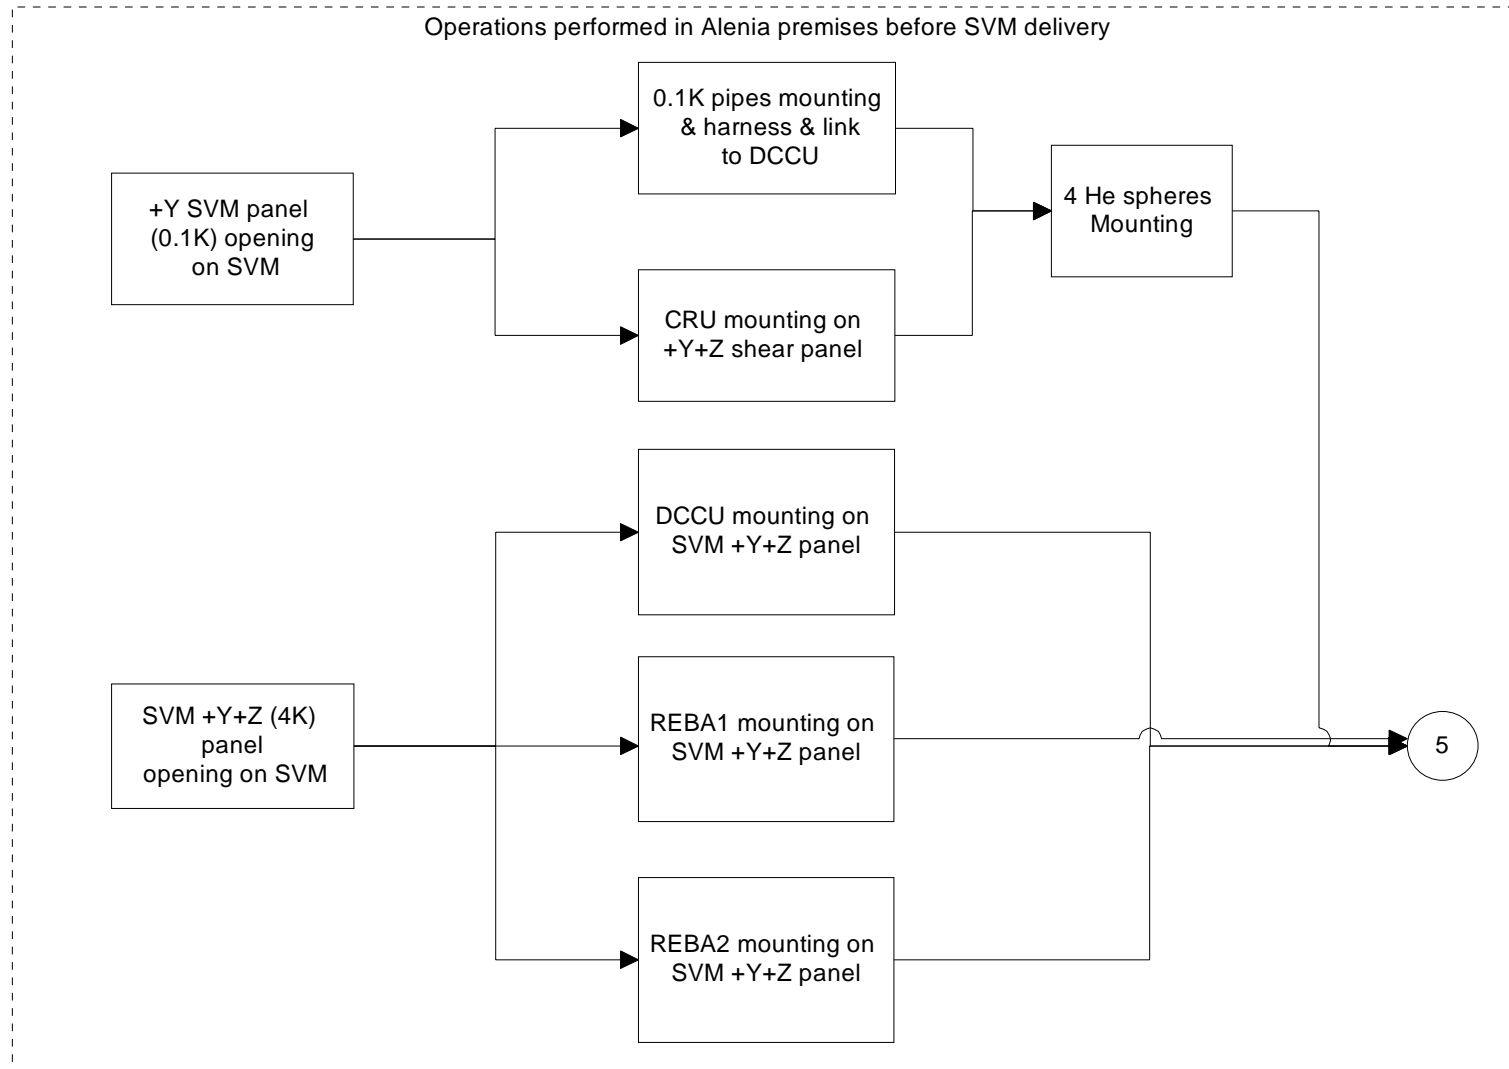 Operations performed in Alenia premises before SVM delivery
0.1K pipes mounting
& harness & link
to DCCU
+Y SVM panel
(0.1K) opening
on SVM
4 He spheres
Mounting
CRU mounting on
+Y+Z shear panel
DCCU mounting on
SVM +Y+Z panel
SVM +Y+Z (4K)
panel
opening on SVM
REBA1 mounting on
SVM +Y+Z panel
5
REBA2 mounting on
SVM +Y+Z panel